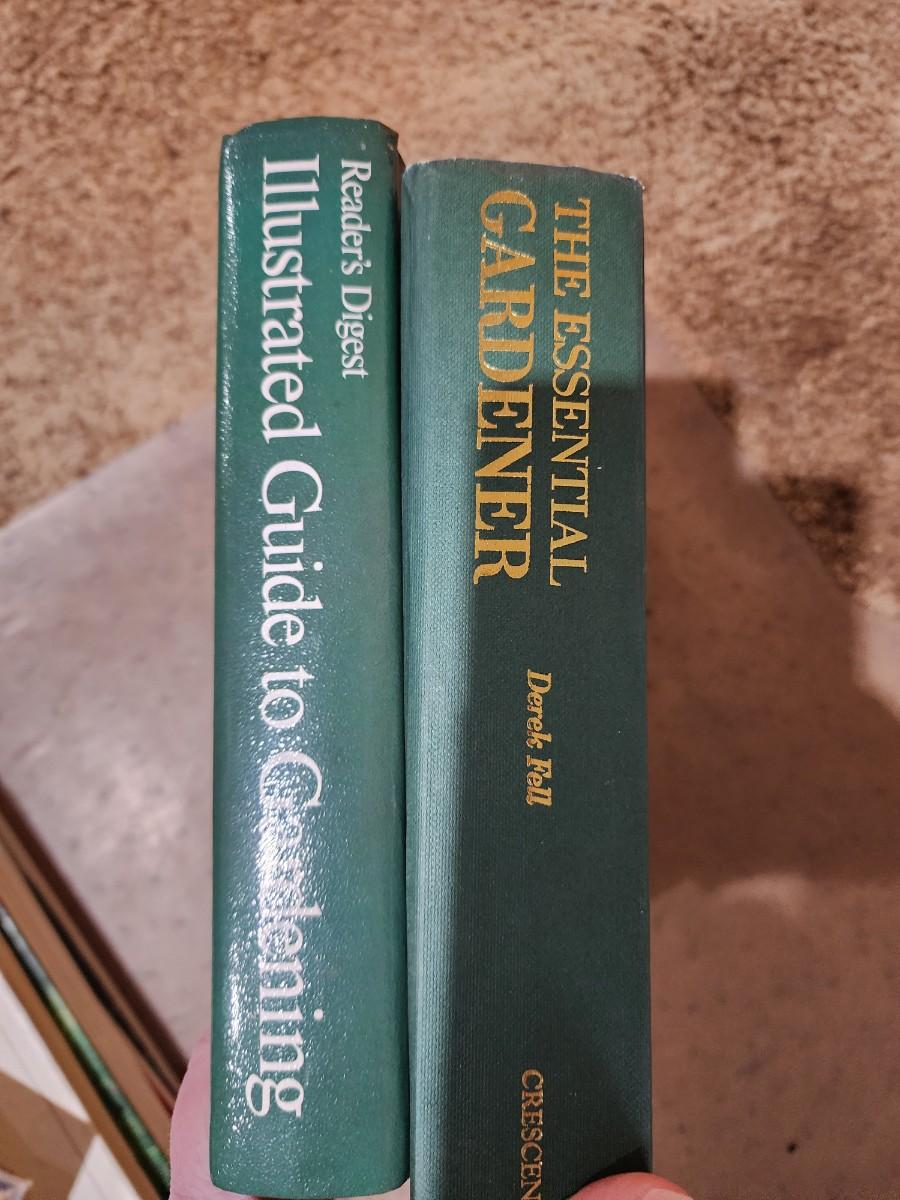 Reader's Digest
Illustrated Guide to Gardening
THE ESSENTIAL
GARDENER
Derek Fell
CRESCEN